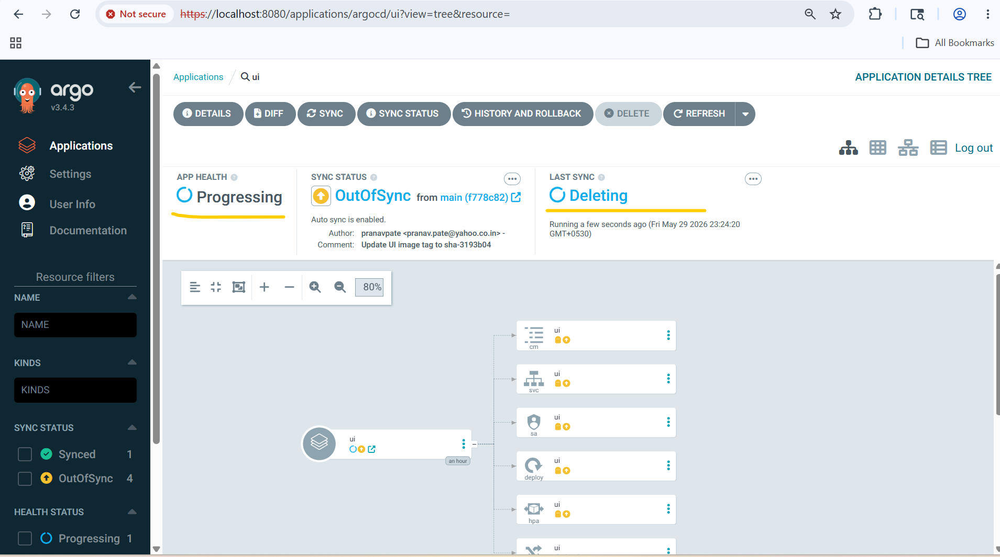 Not secure
https://localhost:8080/applications/argocd/ui?view=tree&resource=
All Bookmarks
argo
v3.4.3
Applications
Settings
User Info
Documentation
Resource filters
NAME
NAME
KINDS
KINDS
SYNC STATUS
Synced 1
OutOfSync 4
HEALTH STATUS
Progressing 1
Applications
ui
APPLICATION DETAILS TREE
DETAILS
DIFF
SYNC
SYNC STATUS
HISTORY AND ROLLBACK
DELETE
REFRESH
Log out
APP HEALTH
Progressing
SYNC STATUS
OutOfSync from main (f778c82)
Auto sync is enabled.
Author: pranavpate <pranav.pate@yahoo.co.in> -
Comment: Update UI image tag to sha-3193b04
LAST SYNC
Deleting
Running a few seconds ago (Fri May 29 2026 23:24:20
GMT+0530)
80%
ui
an hour
ui
cm
ui
svc
ui
sa
ui
deploy
ui
hpa
ui